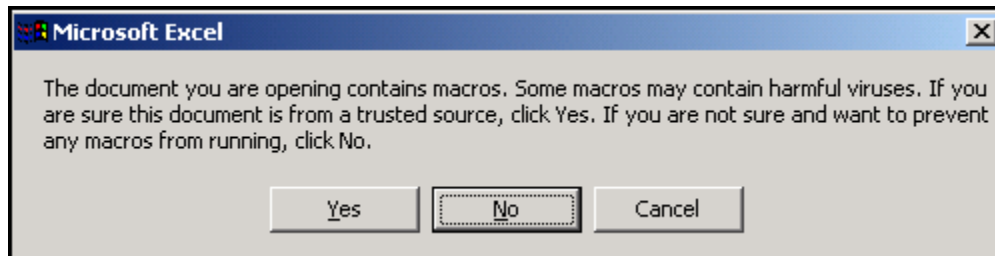 Microsoft Excel
The document you are opening contains macros. Some macros may contain harmful viruses. If you
are sure this document is from a trusted source, click Yes. If you are not sure and want to prevent
any macros from running, click No.
Yes No Cancel